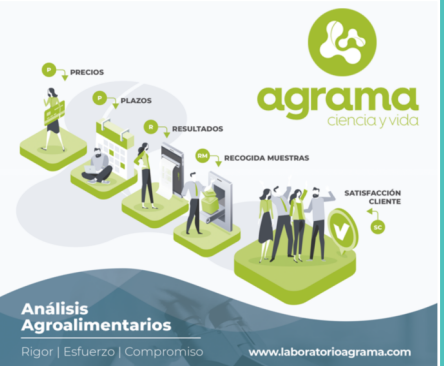 agrama
ciencia y vida
P PRECIOS
P PLAZOS
R RESULTADOS
RM RECOGIDA MUESTRAS
SATISFACCIÓN
CLIENTE
SC
Análisis
Agroalimentarios
Rigor | Esfuerzo | Compromiso
www.laboratorioagrama.com